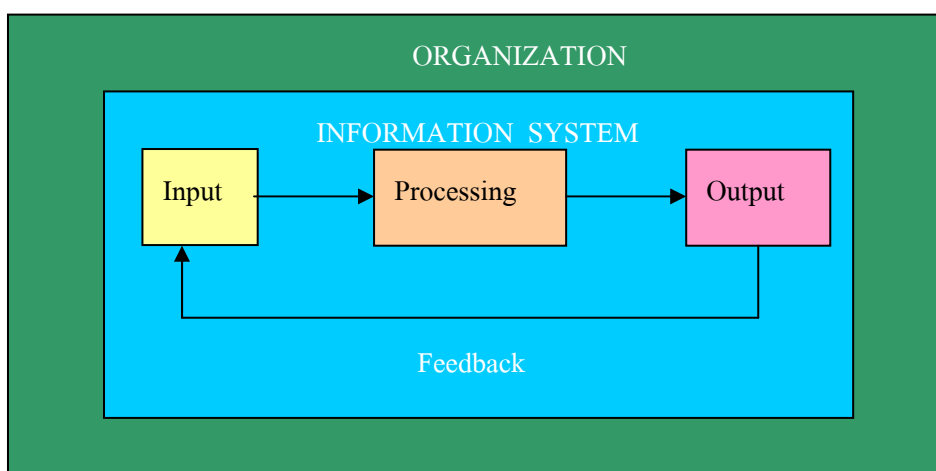 ORGANIZATION
INFORMATION SYSTEM
Input
Processing
Output
Feedback